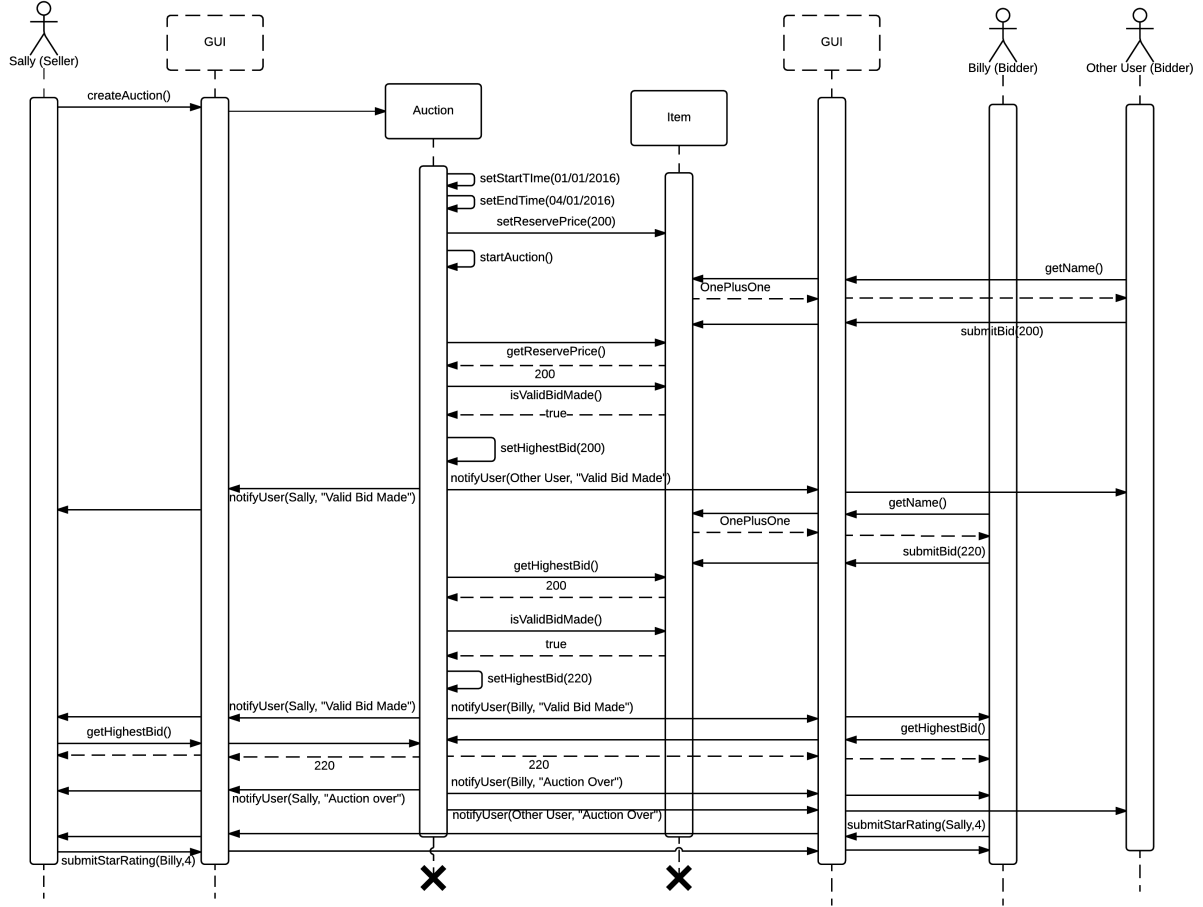 Sally (Seller)
GUI
Auction
Item
GUI
Billy (Bidder)
Other User (Bidder)
createAuction()
setStartTIme(01/01/2016)
setEndTime(04/01/2016)
setReservePrice(200)
startAuction()
getName()
OnePlusOne
submitBid(200)
getReservePrice()
200
isValidBidMade()
true
setHighestBid(200)
notifyUser(Other User, "Valid Bid Made")
notifyUser(Sally, "Valid Bid Made")
getName()
OnePlusOne
submitBid(220)
getHighestBid()
200
isValidBidMade()
true
setHighestBid(220)
notifyUser(Sally, "Valid Bid Made")
notifyUser(Billy, "Valid Bid Made")
getHighestBid()
getHighestBid()
220
220
notifyUser(Billy, "Auction Over")
notifyUser(Sally, "Auction over")
notifyUser(Other User, "Auction Over")
submitStarRating(Sally,4)
submitStarRating(Billy,4)